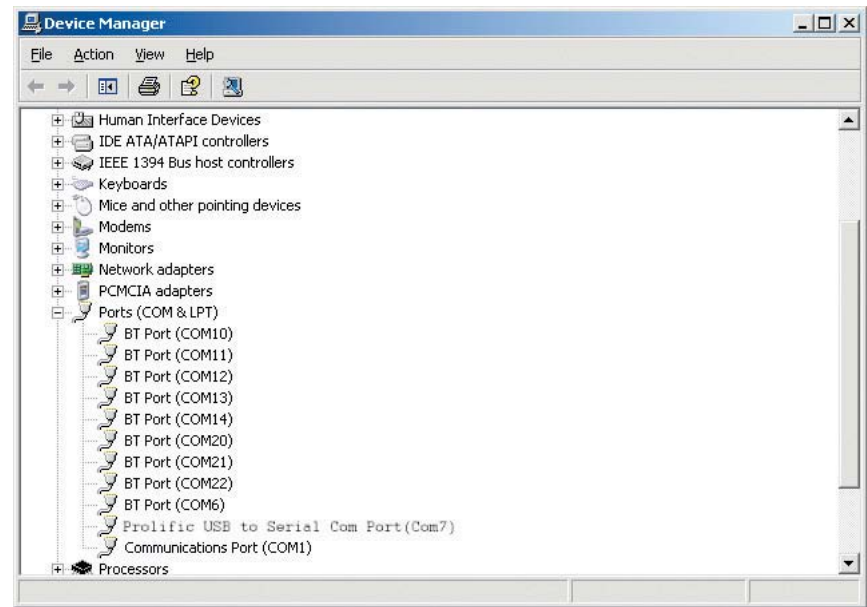 Device Manager
File Action View Help
Human Interface Devices
IDE ATA/ATAPI controllers
IEEE 1394 Bus host controllers
Keyboards
Mice and other pointing devices
Modems
Monitors
Network adapters
PCMCIA adapters
Ports (COM & LPT)
BT Port (COM10)
BT Port (COM11)
BT Port (COM12)
BT Port (COM13)
BT Port (COM14)
BT Port (COM20)
BT Port (COM21)
BT Port (COM22)
BT Port (COM6)
Prolific USB to Serial Com Port(Com7)
Communications Port (COM1)
Processors